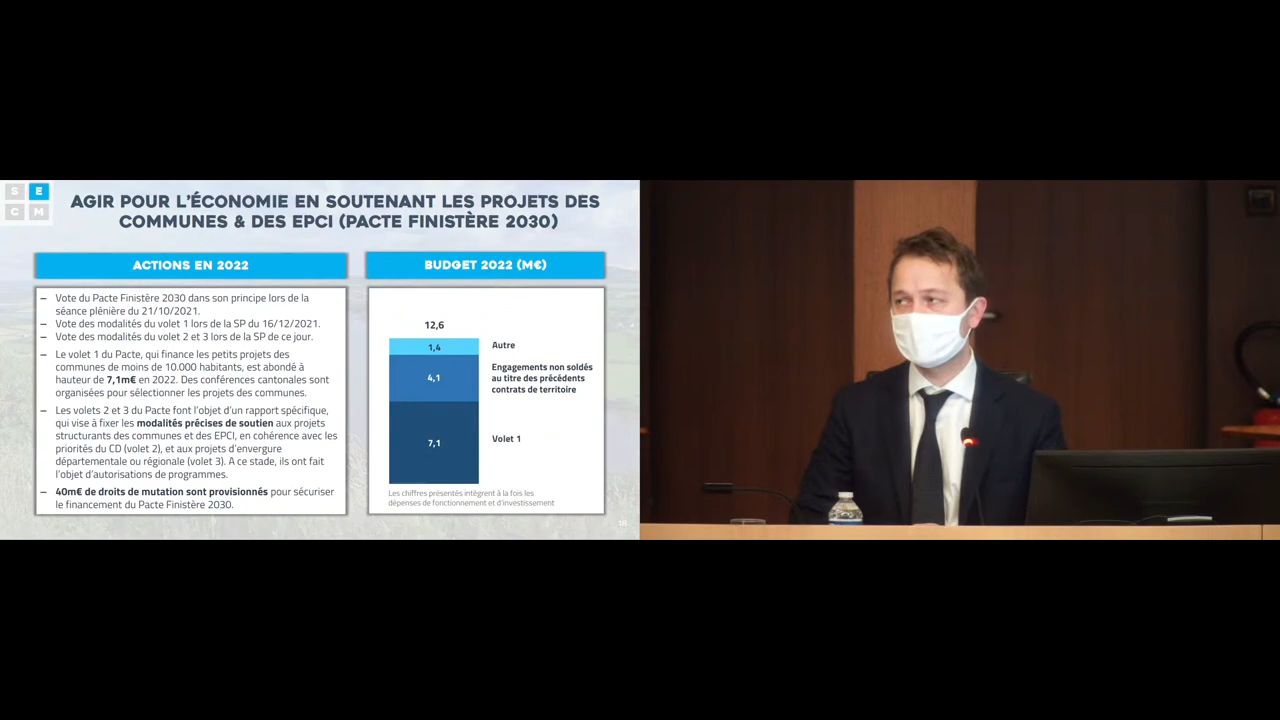 S E
C M
AGIR POUR L'ÉCONOMIE EN SOUTENANT LES PROJETS DES
COMMUNES & DES EPCI (PACTE FINISTÈRE 2030)
ACTIONS EN 2022
– Vote du Pacte Finistère 2030 dans son principe lors de la
séance plénière du 21/10/2021.
– Vote des modalités du volet 1 lors de la SP du 16/12/2021.
– Vote des modalités du volet 2 et 3 lors de la SP de ce jour.
– Le volet 1 du Pacte, qui finance les petits projets des
communes de moins de 10.000 habitants, est abondé à
hauteur de 7,1m€ en 2022. Des conférences cantonales sont
organisées pour sélectionner les projets des communes.
– Les volets 2 et 3 du Pacte font l'objet d'un rapport spécifique,
qui vise à fixer les modalités précises de soutien aux projets
structurants des communes et des EPCI, en cohérence avec les
priorités du CD (volet 2), et aux projets d'envergure
départementale ou régionale (volet 3). A ce stade, ils ont fait
l'objet d'autorisations de programmes.
– 40m€ de droits de mutation sont provisionnés pour sécuriser
le financement du Pacte Finistère 2030.
BUDGET 2022 (M€)
12,6
1,4 Autre
4,1 Engagements non soldés
au titre des précédents
contrats de territoire
7,1 Volet 1
Les chiffres présentés intègrent à la fois les
dépenses de fonctionnement et d'investissement